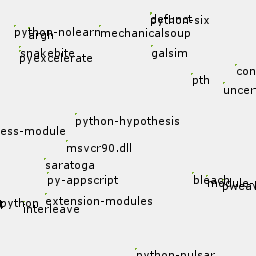 defunct
python-six
python-nolearn
mechanicalsoup
argh
snakebite
galsim
pyexcelerate
con
pth
uncer
python-hypothesis
ess-module
msvcr90.dll
saratoga
py-appscript
bleach
module
pwea
extension-modules
python
interleave
python-pulsar